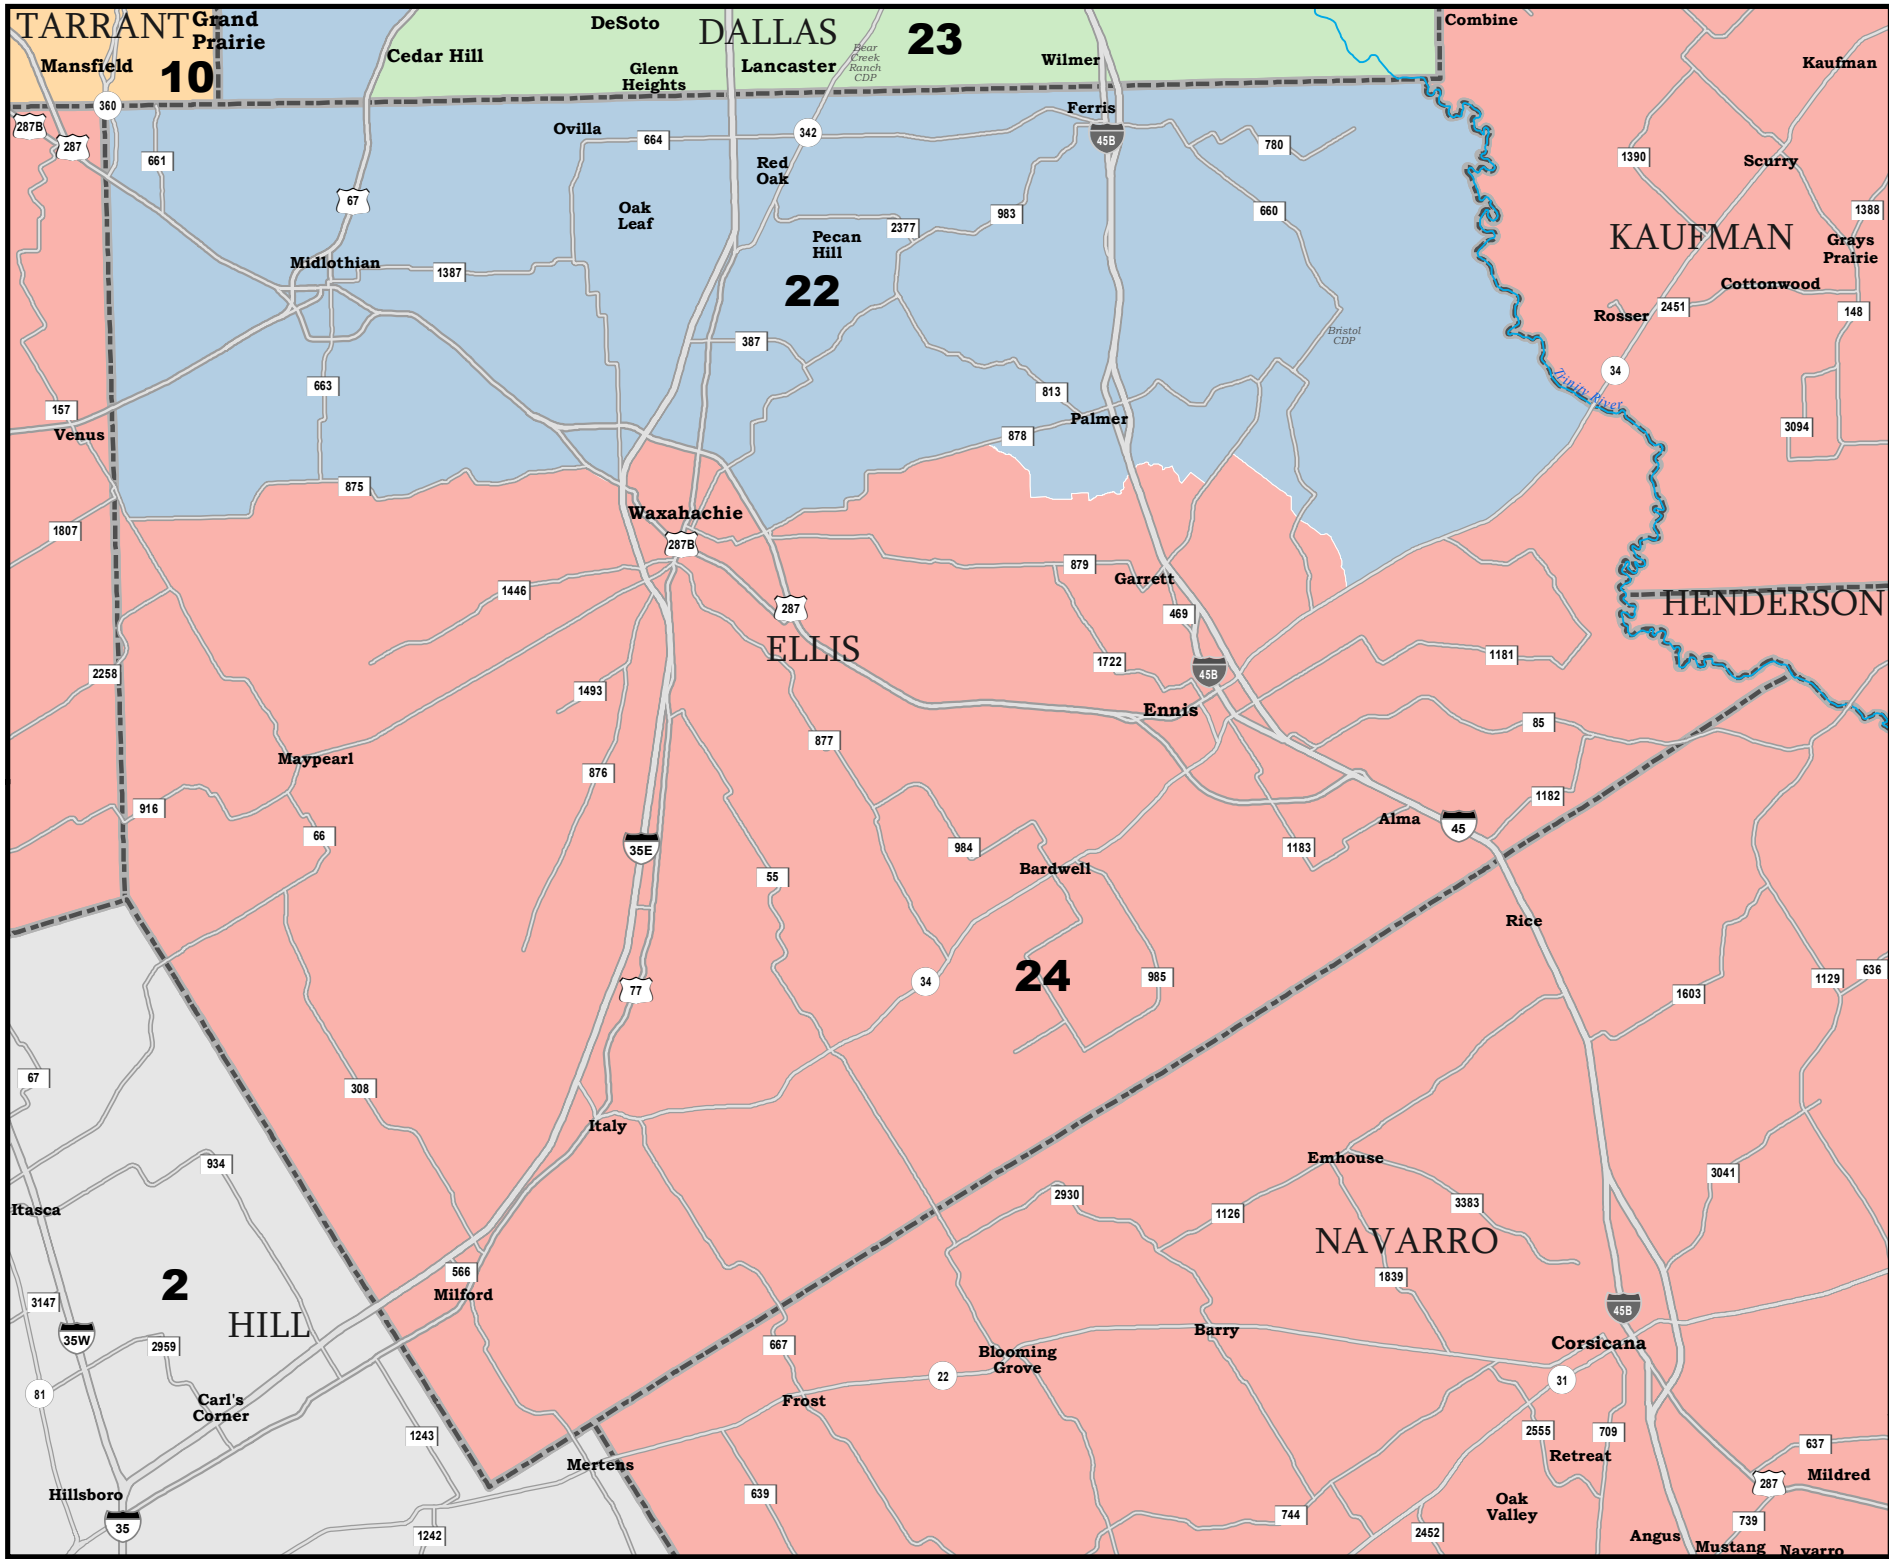 TARRANT
Grand
Prairie
Mansfield
10
360
Cedar Hill
DeSoto
DALLAS
23
Glenn
Heights
Lancaster
Bear
Creek
Ranch
CDP
Wilmer
Combine
Kaufman
287B
287
661
67
Ovilla
664
342
Ferris
45B
780
1390
Scurry
Red
Oak
Oak
Leaf
983
660
1388
2377
Pecan
Hill
KAUFMAN
Grays
Prairie
Midlothian
1387
22
Cottonwood
Rosser
2451
148
387
Bristol
CDP
663
813
34
Trinity River
157
Venus
Palmer
878
3094
875
1807
Waxahachie
287B
879
Garrett
1446
287
469
HENDERSON
ELLIS
2258
1493
1722
45B
1181
Ennis
85
877
Maypearl
876
916
66
1182
Alma
45
35E
984
1183
55
Bardwell
Rice
34
24
985
77
1603
1129
636
67
308
Italy
934
Emhouse
3041
Itasca
2930
1126
3383
NAVARRO
2
566
Milford
1839
3147
HILL
45B
35W
2959
667
Barry
Corsicana
Blooming
Grove
22
31
81
Carl's
Corner
Frost
1243
2555
709
637
Retreat
Mertens
Mildred
Hillsboro
639
287
Oak
Valley
744
35
1242
2452
739
Angus
Mustang
Navarro